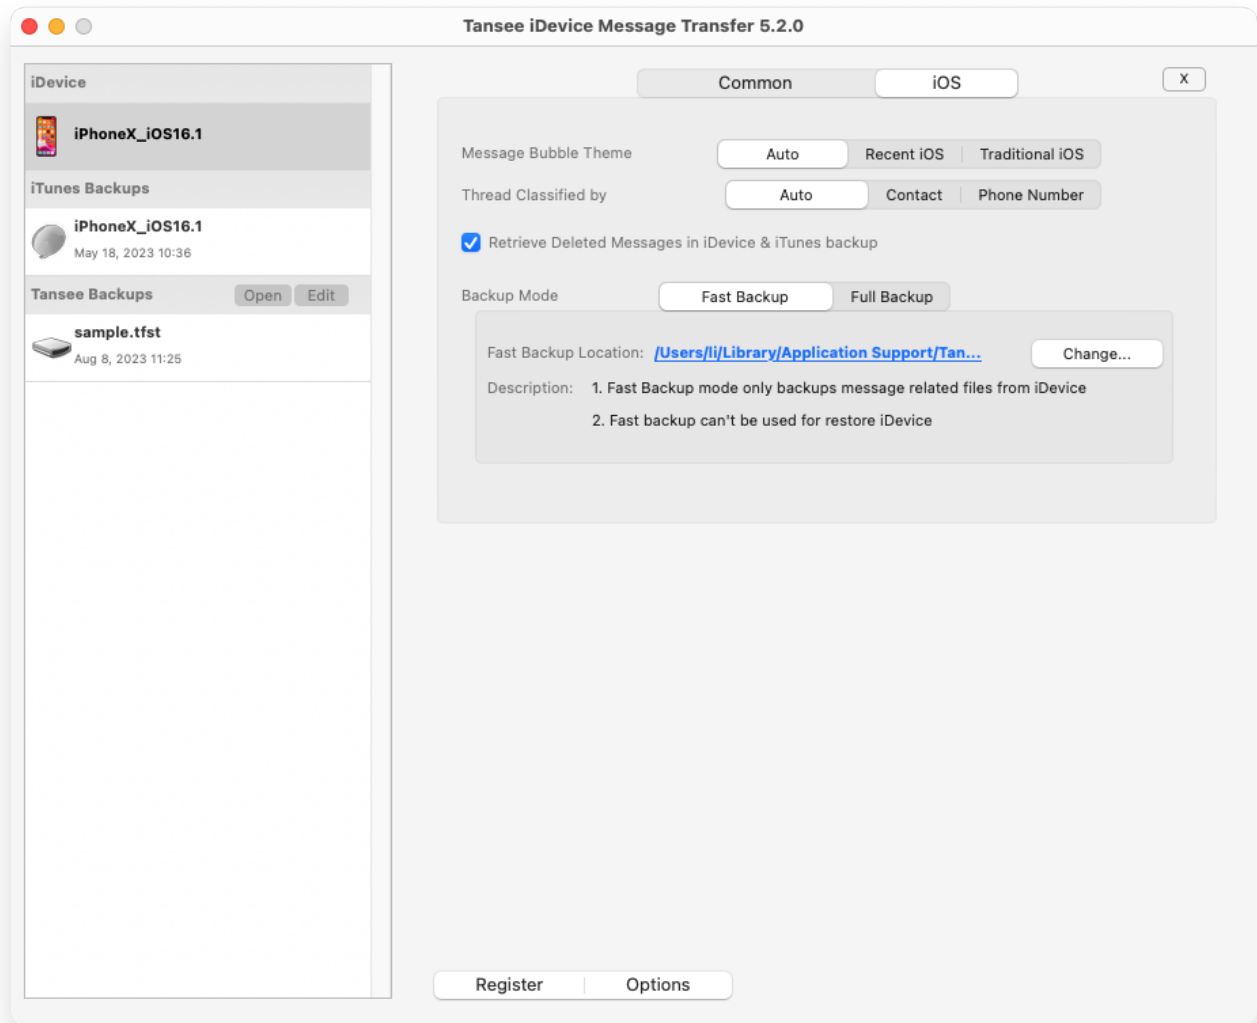 Tansee iDevice Message Transfer 5.2.0
iDevice
iPhoneX_iOS16.1
iTunes Backups
iPhoneX_iOS16.1
May 18, 2023 10:36
Tansee Backups Open Edit
sample.tfst
Aug 8, 2023 11:25
Common iOS X
Message Bubble Theme Auto Recent iOS Traditional iOS
Thread Classified by Auto Contact Phone Number
Retrieve Deleted Messages in iDevice & iTunes backup
Backup Mode Fast Backup Full Backup
Fast Backup Location: /Users/li/Library/Application Support/Tan... Change...
Description: 1. Fast Backup mode only backups message related files from iDevice
2. Fast backup can't be used for restore iDevice
Register Options